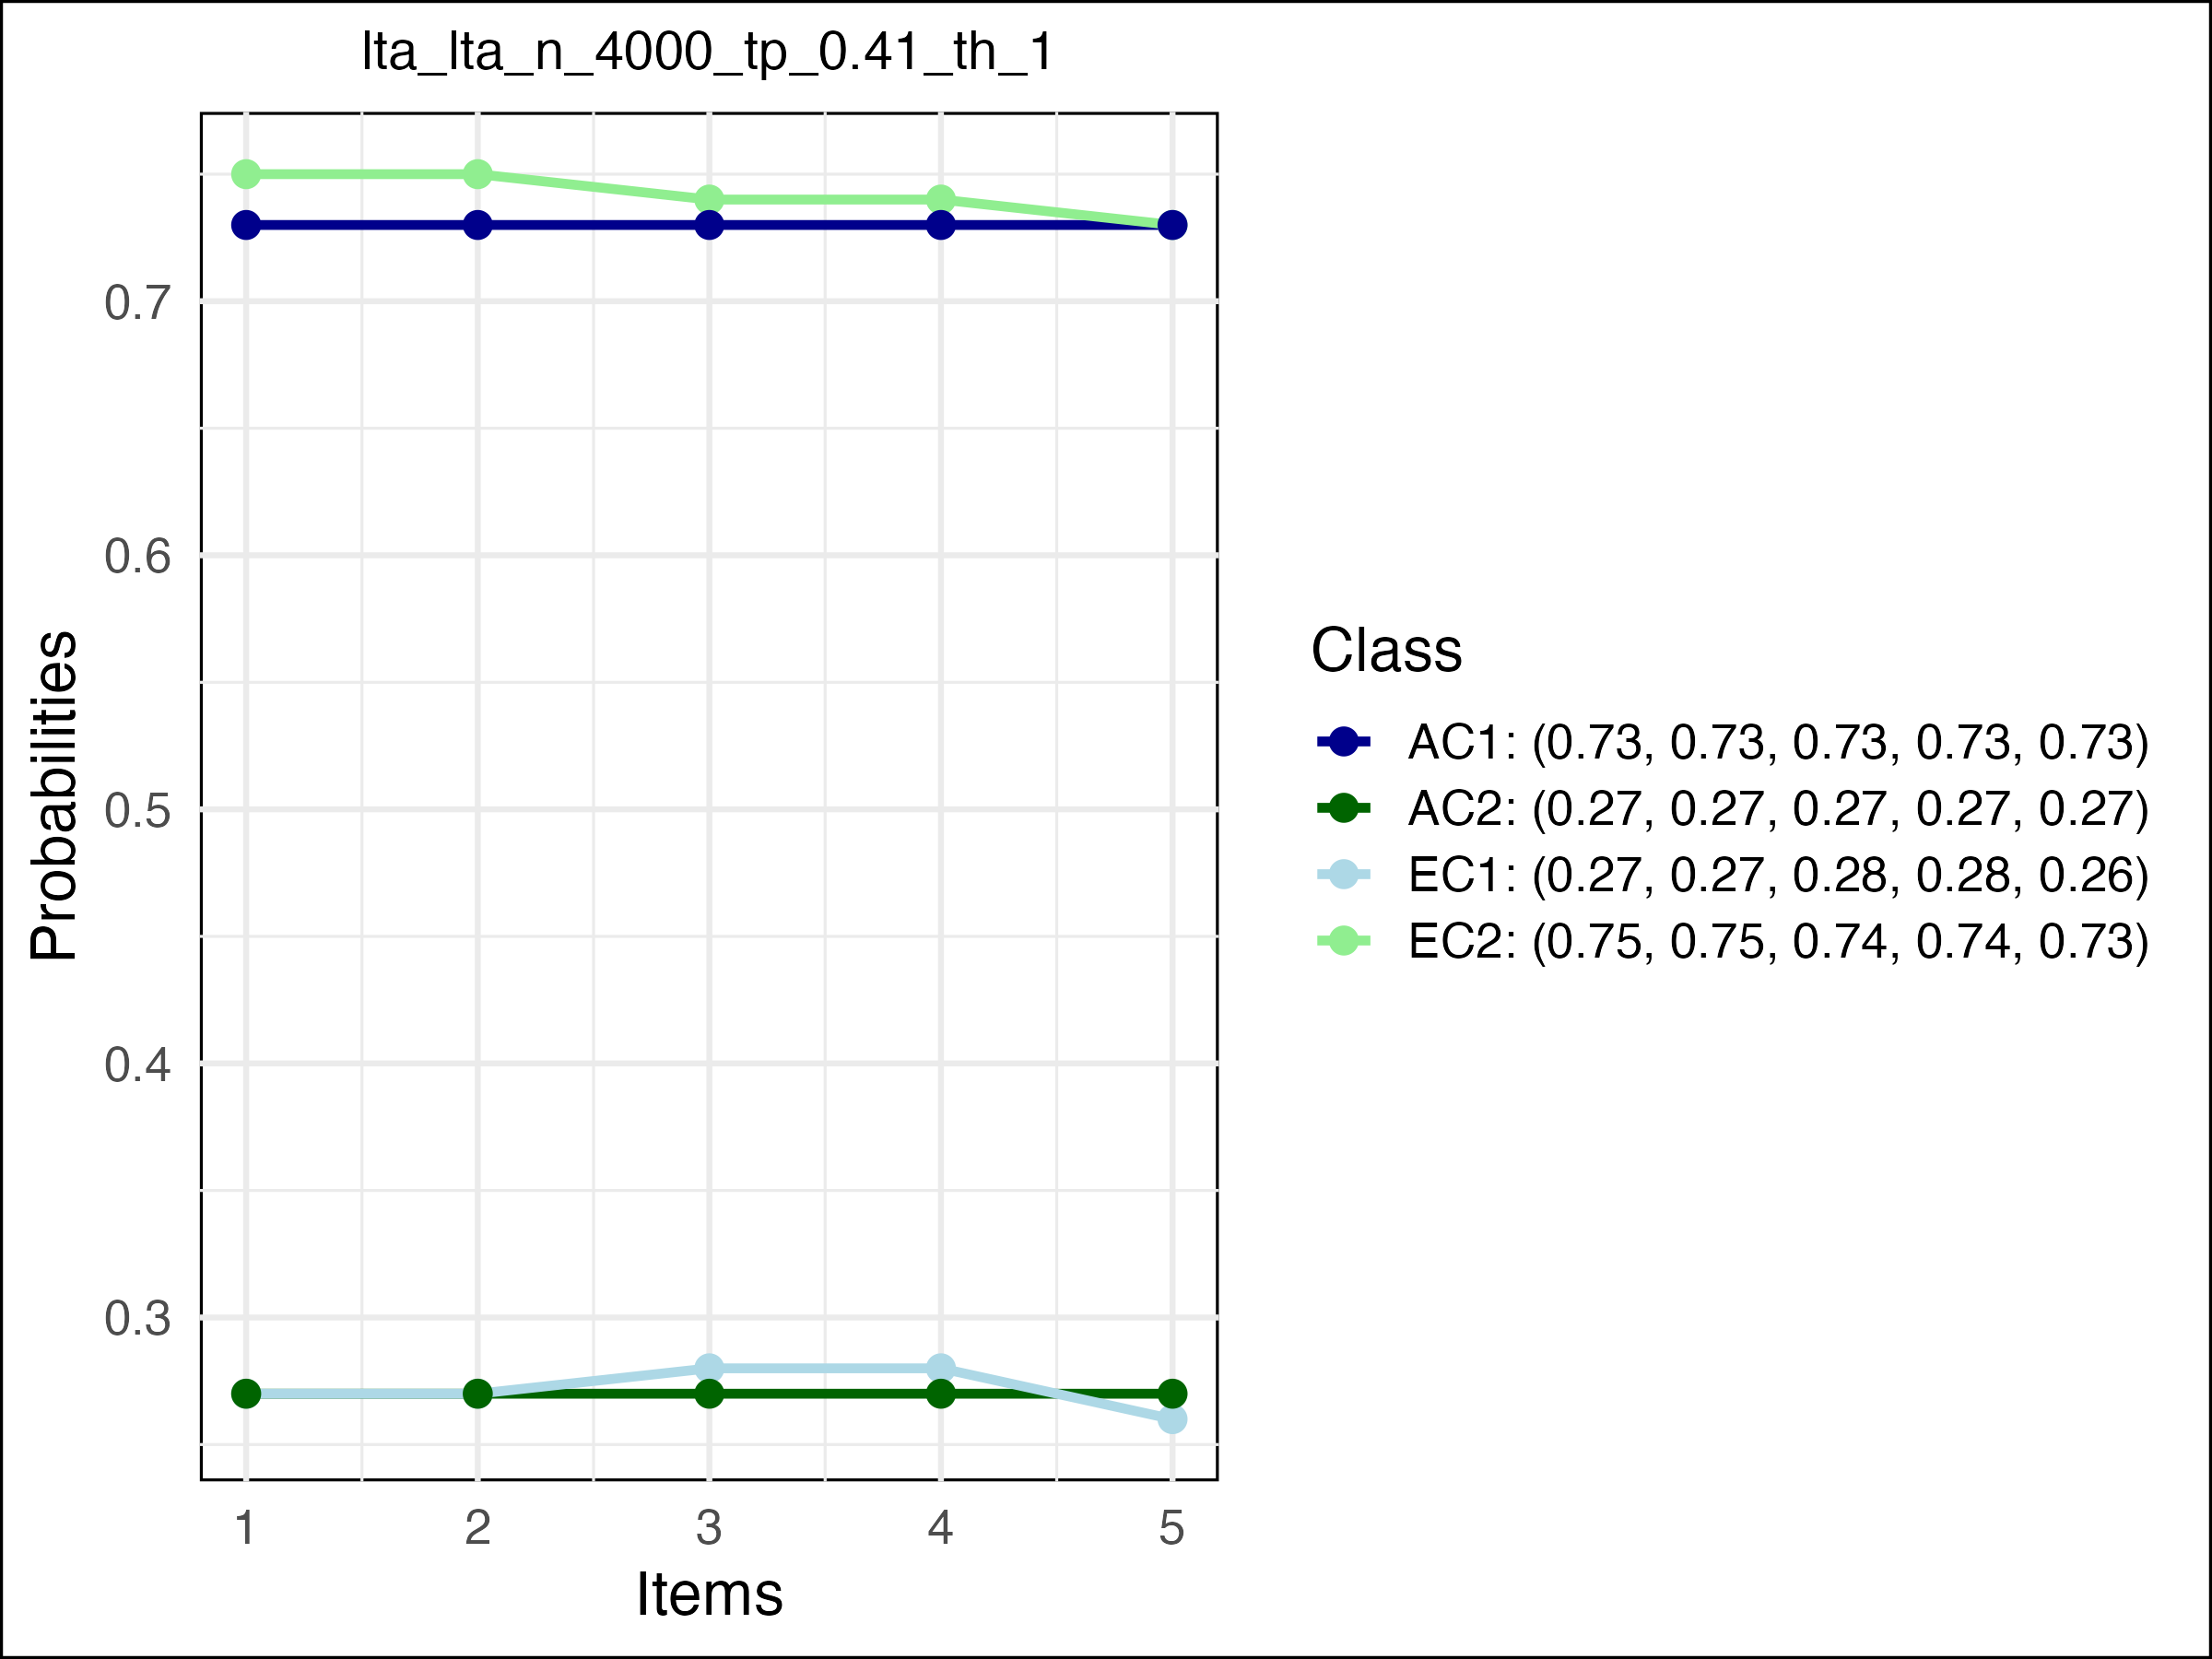 lta_lta_n_4000_tp_0.41_th_1
Probabilities
0.7
0.6
0.5
0.4
0.3
1 2 3 4 5
Items
Class
AC1: (0.73, 0.73, 0.73, 0.73, 0.73)
AC2: (0.27, 0.27, 0.27, 0.27, 0.27)
EC1: (0.27, 0.27, 0.28, 0.28, 0.26)
EC2: (0.75, 0.75, 0.74, 0.74, 0.73)